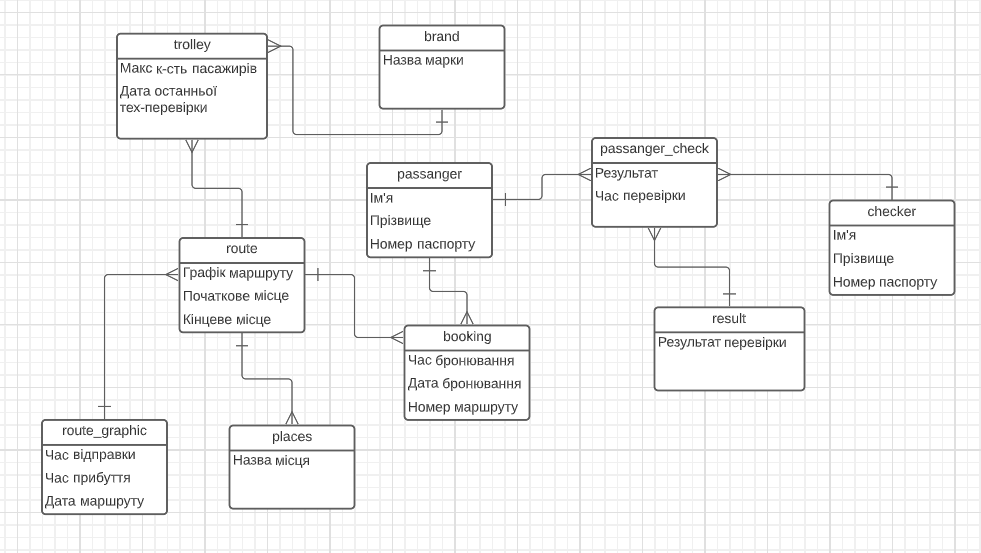 trolley
Макс к-сть пасажирів
Дата останньої
тех-перевірки
brand
Назва марки
passanger
Ім'я
Прізвище
Номер паспорту
passanger_check
Результат
Час перевірки
checker
Ім'я
Прізвище
Номер паспорту
route
Графік маршруту
Початкове місце
Кінцеве місце
booking
Час бронювання
Дата бронювання
Номер маршруту
result
Результат перевірки
route_graphic
Час відправки
Час прибуття
Дата маршруту
places
Назва місця